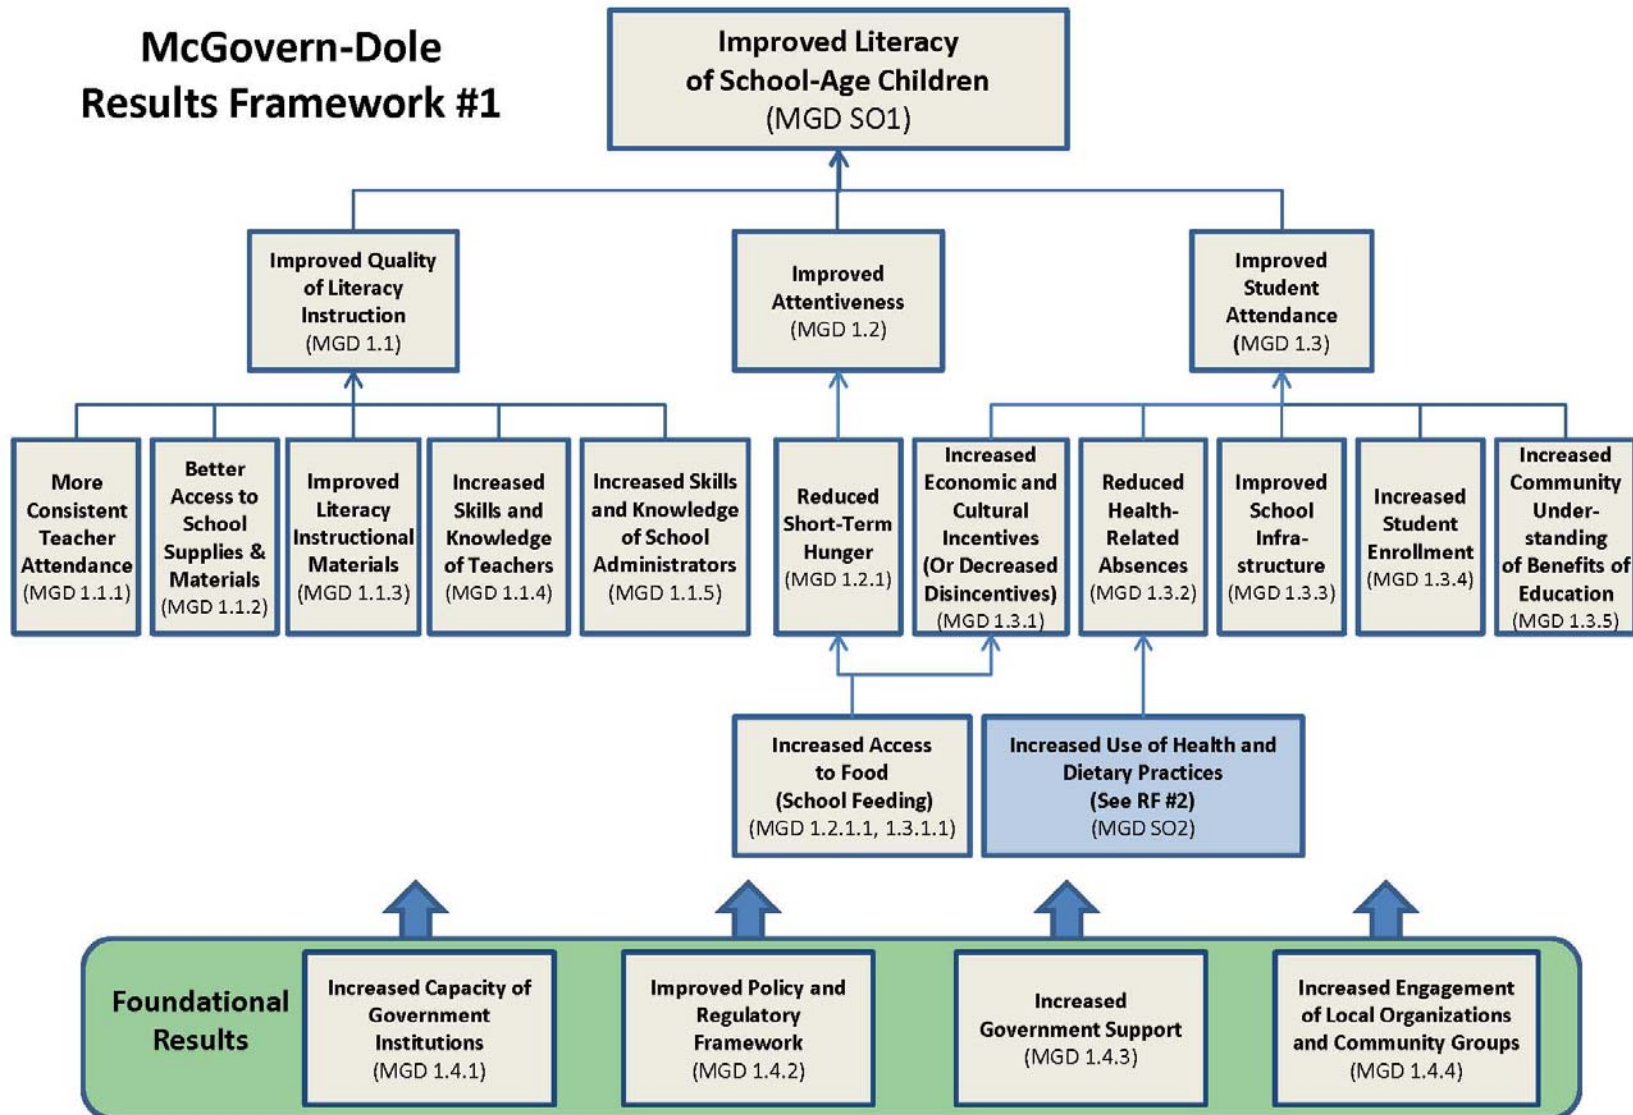 McGovern-Dole
Results Framework #1
Improved Literacy
of School-Age Children
(MGD SO1)
Improved Quality
of Literacy
Instruction
(MGD 1.1)
Improved
Attentiveness
(MGD 1.2)
Improved
Student
Attendance
(MGD 1.3)
More
Consistent
Teacher
Attendance
(MGD 1.1.1)
Better
Access to
School
Supplies &
Materials
(MGD 1.1.2)
Improved
Literacy
Instructional
Materials
(MGD 1.1.3)
Increased
Skills and
Knowledge
of Teachers
(MGD 1.1.4)
Increased Skills
and Knowledge
of School
Administrators
(MGD 1.1.5)
Reduced
Short-Term
Hunger
(MGD 1.2.1)
Increased
Economic and
Cultural
Incentives
(Or Decreased
Disincentives)
(MGD 1.3.1)
Reduced
Health-
Related
Absences
(MGD 1.3.2)
Improved
School
Infra-
structure
(MGD 1.3.3)
Increased
Student
Enrollment
(MGD 1.3.4)
Increased
Community
Under-
standing
of Benefits of
Education
(MGD 1.3.5)
Increased Access
to Food
(School Feeding)
(MGD 1.2.1.1, 1.3.1.1)
Increased Use of Health and
Dietary Practices
(See RF #2)
(MGD SO2)
Foundational
Results
Increased Capacity of
Government
Institutions
(MGD 1.4.1)
Improved Policy and
Regulatory
Framework
(MGD 1.4.2)
Increased
Government Support
(MGD 1.4.3)
Increased Engagement
of Local Organizations
and Community Groups
(MGD 1.4.4)